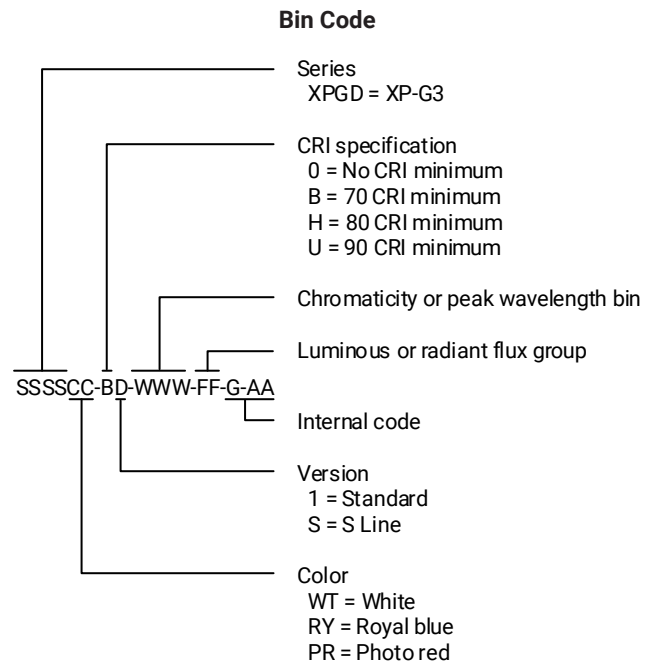 Bin Code
Series
XPGD = XP-G3
CRI specification
0 = No CRI minimum
B = 70 CRI minimum
H = 80 CRI minimum
U = 90 CRI minimum
Chromaticity or peak wavelength bin
Luminous or radiant flux group
SSSSCC-BD-WWW-FF-G-AA
Internal code
Version
1 = Standard
S = S Line
Color
WT = White
RY = Royal blue
PR = Photo red